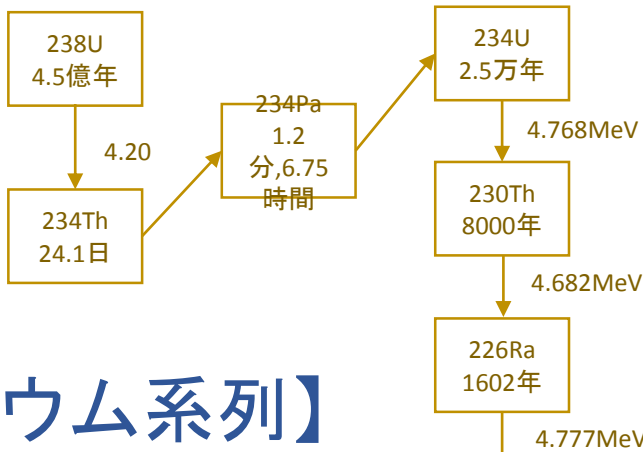 238U
4.5億年
4.20
234Th
24.1日
234Pa
1.2
分,6.75
時間
234U
2.5万年
4.768MeV
230Th
8000年
4.682MeV
226Ra
1602年
4.777MeV
ウム系列】